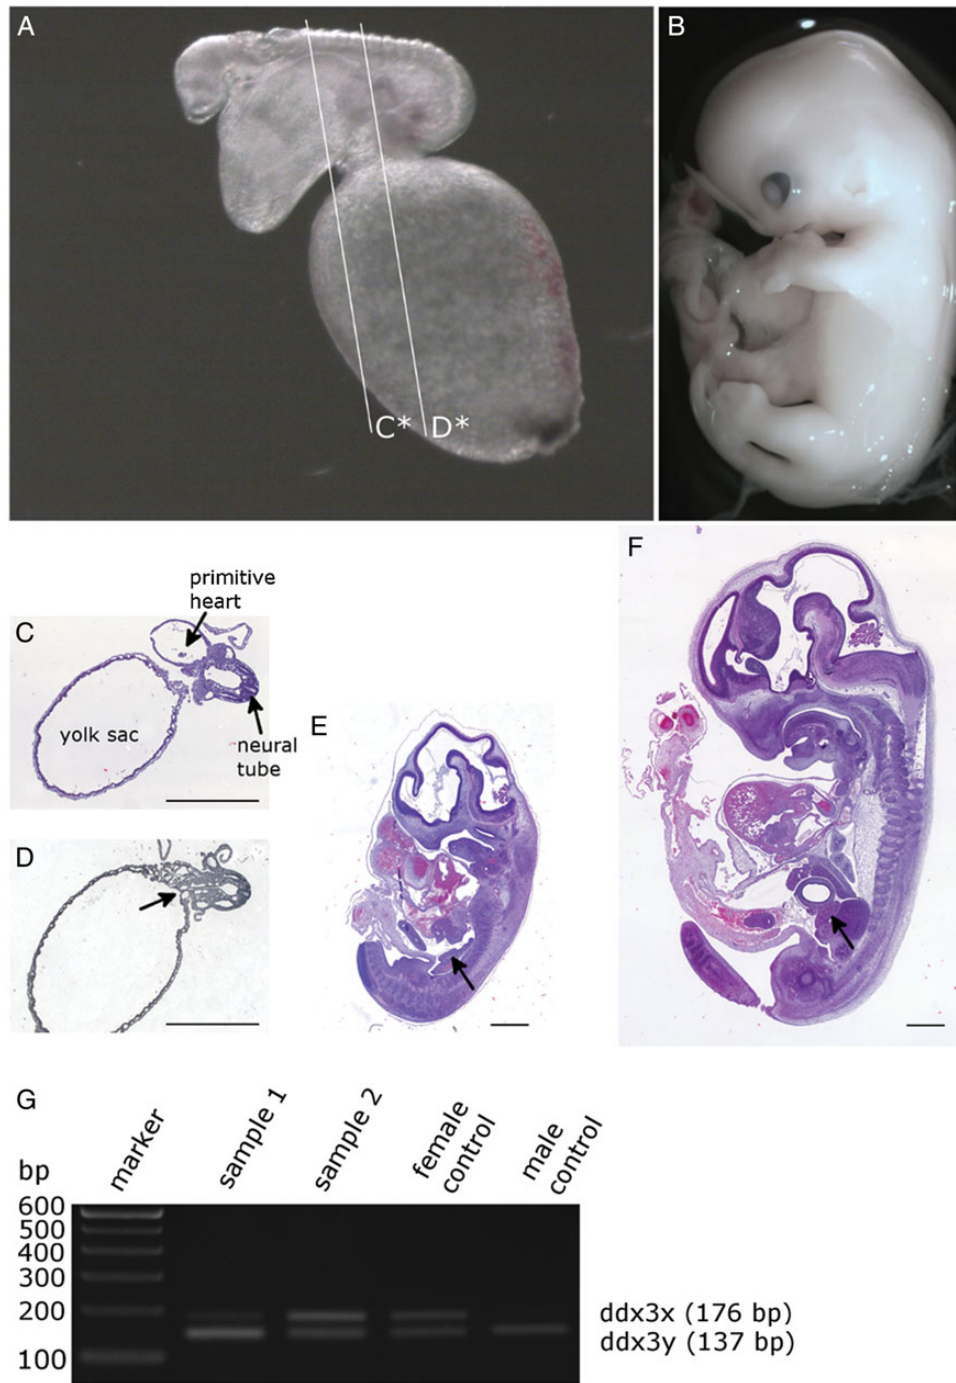 A
B
C*
D*
primitive
heart
C
yolk sac
neural
tube
D
E
F
G
bp
marker
sample 1
sample 2
female
control
male
control
600
500
400
300
200
100
ddx3x (176 bp)
ddx3y (137 bp)